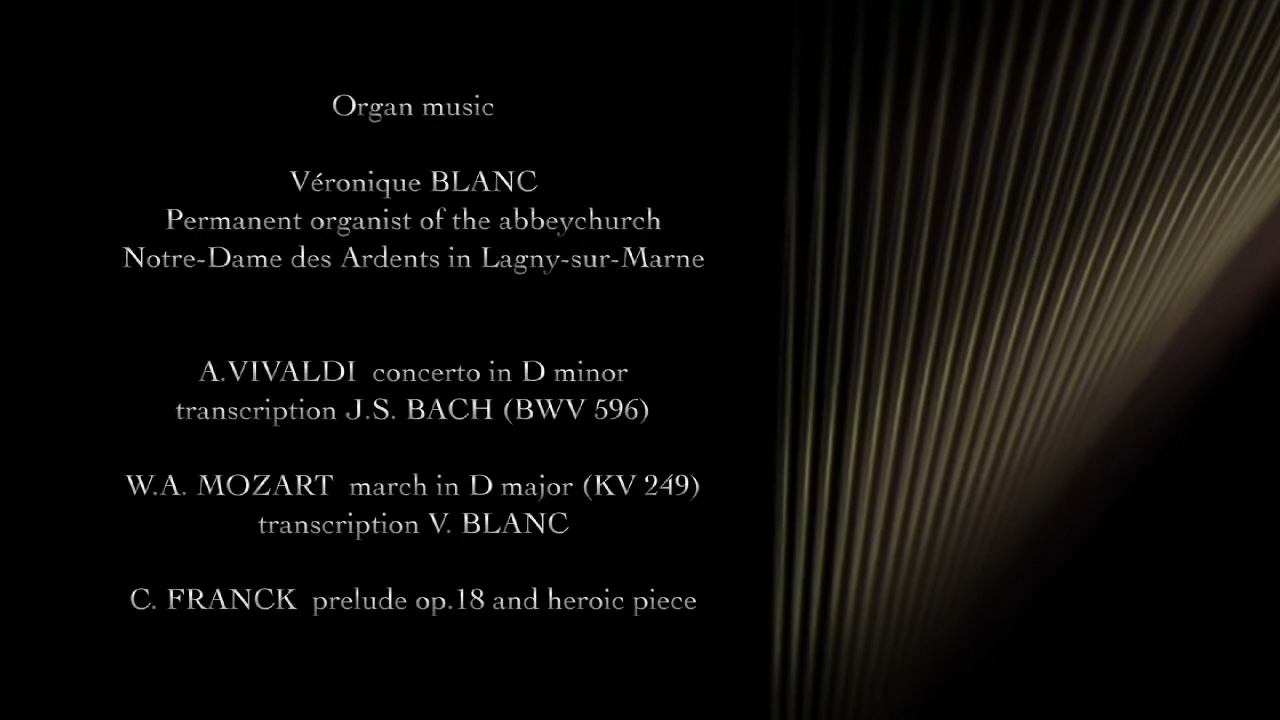 Organ music
Véronique BLANC
Permanent organist of the abbeychurch
Notre-Dame des Ardents in Lagny-sur-Marne
A.VIVALDI concerto in D minor
transcription J.S. BACH (BWV 596)
W.A. MOZART march in D major (KV 249)
transcription V. BLANC
C. FRANCK prelude op.18 and heroic piece